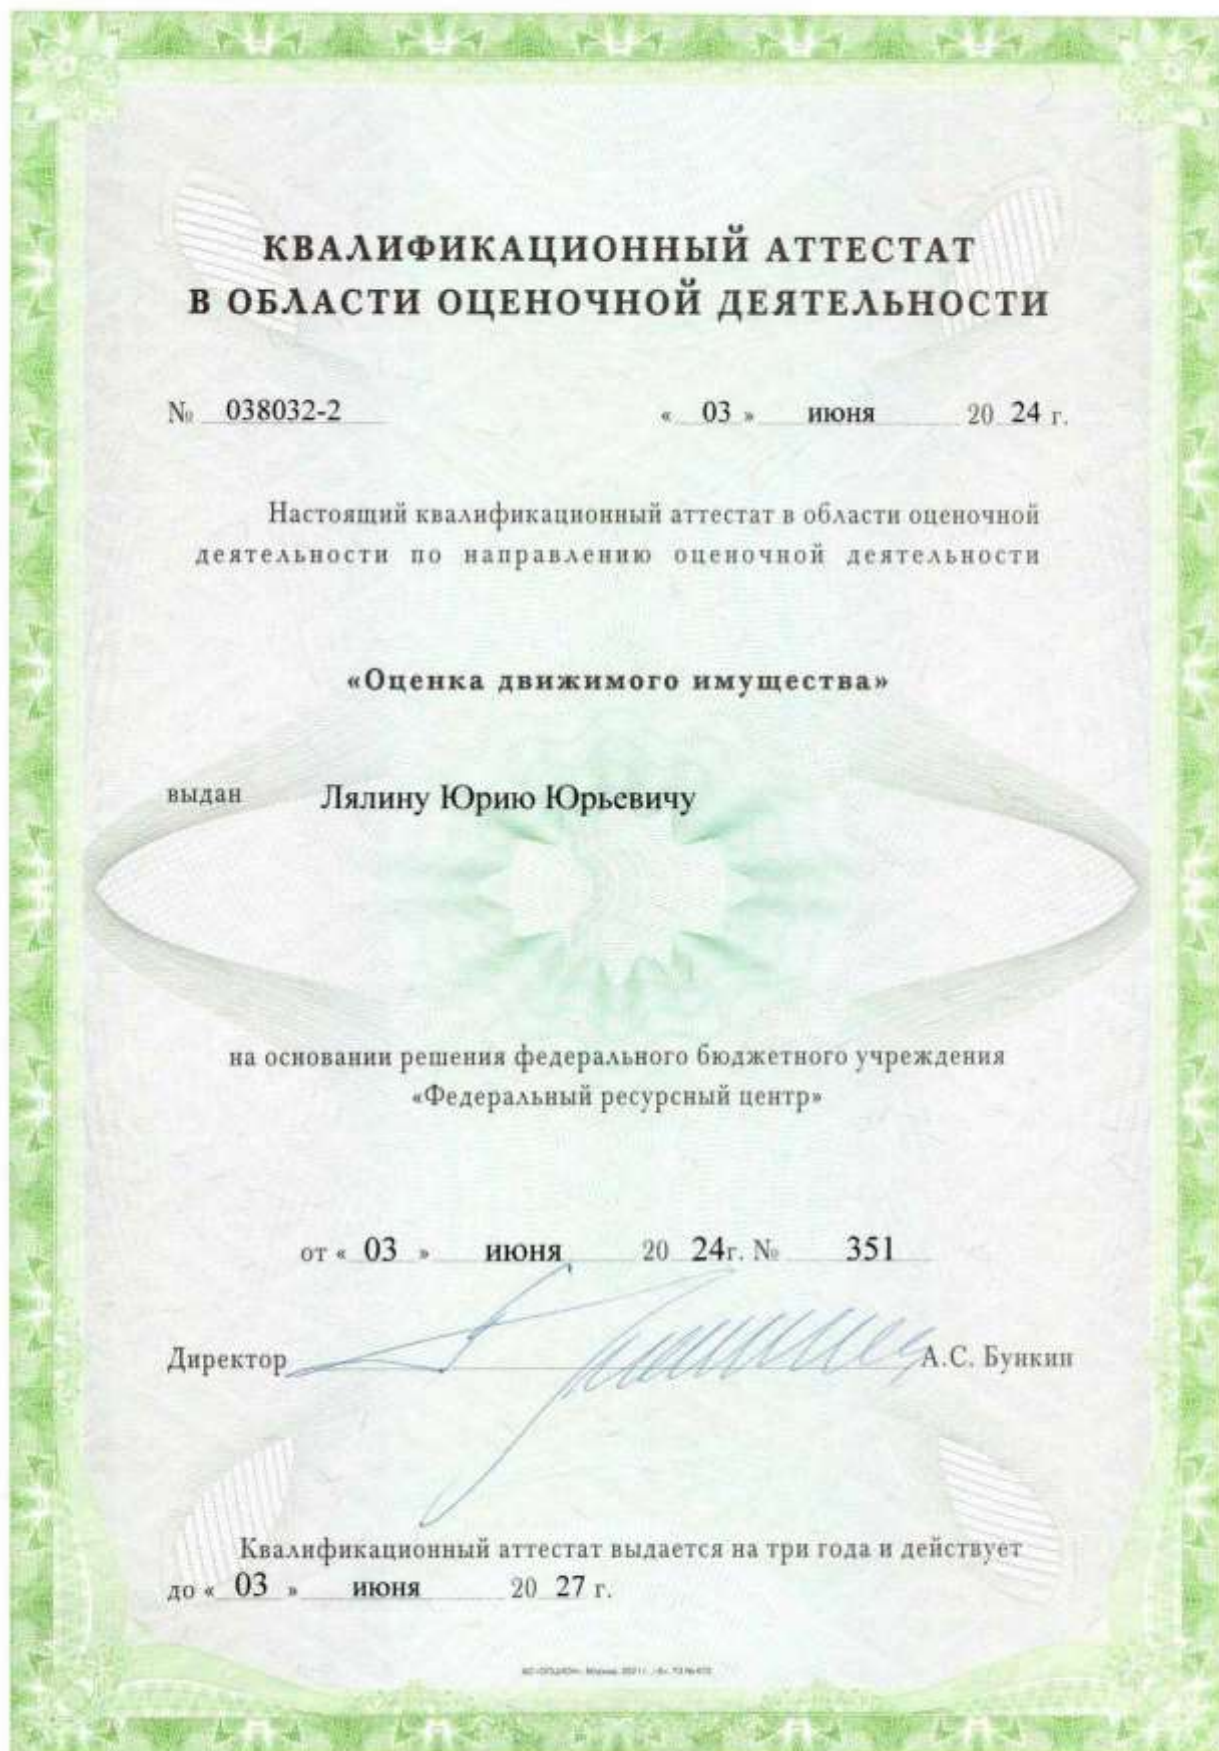 КВАЛИФИКАЦИОННЫЙ АТТЕСТАТ
В ОБЛАСТИ ОЦЕНОЧНОЙ ДЕЯТЕЛЬНОСТИ
№ 038032-2 « 03 » июня 20 24 г.
Настоящий квалификационный аттестат в области оценочной
деятельности по направлению оценочной деятельности
«Оценка движимого имущества»
выдан Лялину Юрию Юрьевичу
на основании решения федерального бюджетного учреждения
«Федеральный ресурсный центр»
от « 03 » июня 20 24г. № 351
Директор А.С. Бункин
Квалификационный аттестат выдается на три года и действует
до « 03 » июня 20 27 г.